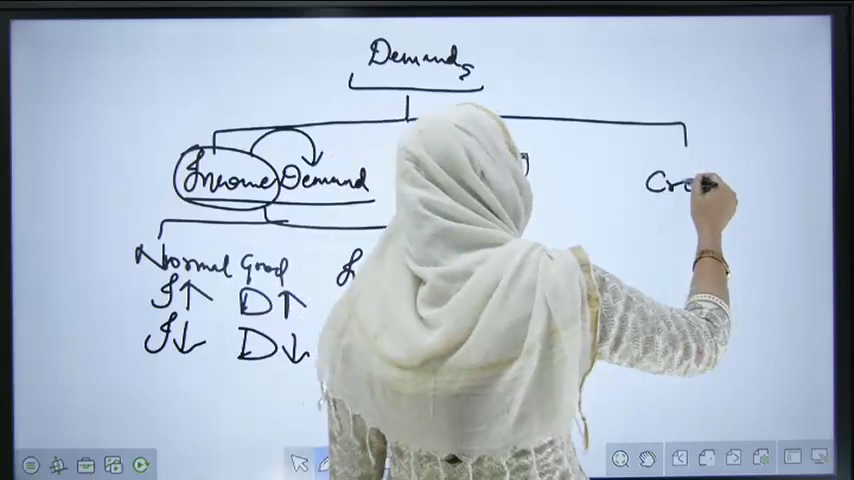 Demands
Income Demand
Cro
Normal Good
I↑ D↑
I↓ D↓